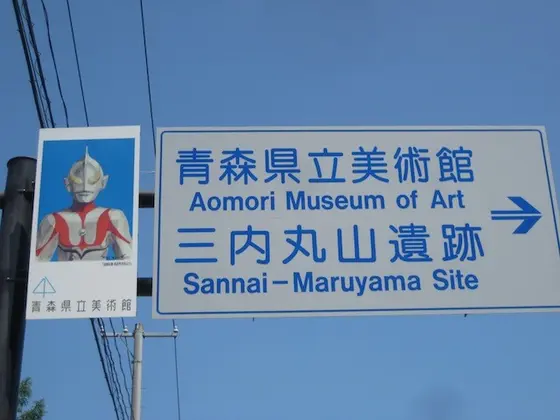 青森県立美術館
青森県立美術館
Aomori Museum of Art
三内丸山遺跡
Sannai-Maruyama Site